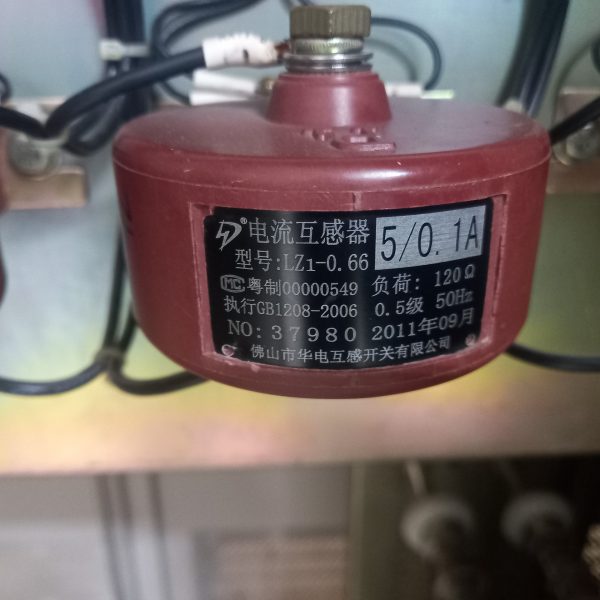 电流互感器 5/0.1A
型号:LZ1-0.66
MC 粤制00000549 负荷: 120Ω
执行GB1208-2006 0.5级 50Hz
NO: 37980 2011年09月
佛山市华电互感开关有限公司